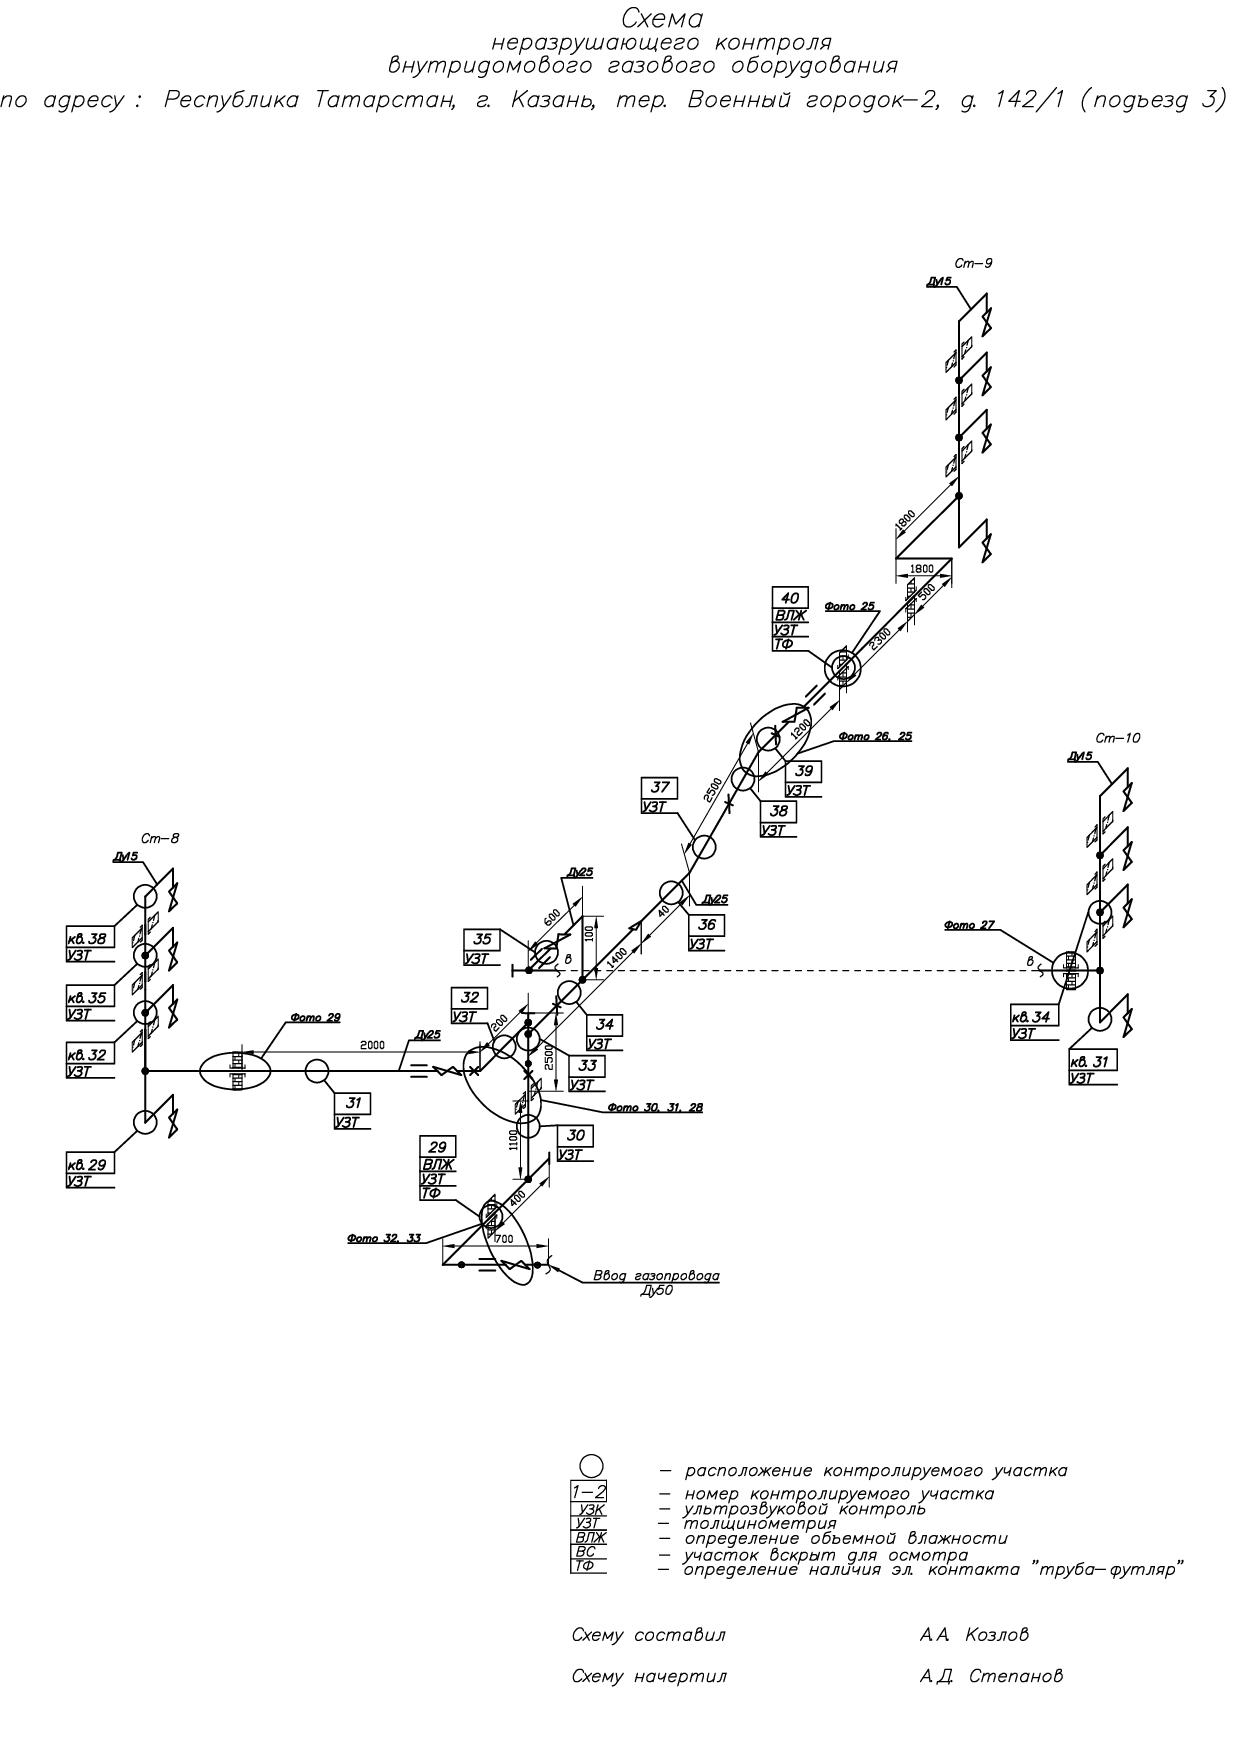 Схема
неразрушающего контроля
внутридомового газового оборудования
по адресу : Республика Татарстан, г. Казань, тер. Военный городок-2, д. 142/1 (подъезд 3)
Ст-9
Ду15
1800
1800
500
40
ВЛЖ
УЗТ
ТФ
Фото 25
2300
1200
Фото 26, 25
Ст-10
Ду15
39
УЗТ
37
УЗТ
2500
38
УЗТ
Ст-8
Ду15
Ду25
Ду25
600
40
36
УЗТ
100
1400
35
УЗТ
в
в
Фото 27
кв.38
УЗТ
кв.35
УЗТ
кв.32
УЗТ
кв.29
УЗТ
32
УЗТ
200
34
УЗТ
кв.34
УЗТ
кв.31
УЗТ
Фото 29
2000
Ду25
2500
33
УЗТ
31
УЗТ
Фото 30, 31, 28
1100
30
УЗТ
29
ВЛЖ
УЗТ
ТФ
400
Фото 32, 33
700
Ввод газопровода
Ду50
– расположение контролируемого участка
1-2 – номер контролируемого участка
УЗК – ультрозвуковой контроль
УЗТ – толщинометрия
ВЛЖ – определение объемной влажности
ВС – участок вскрыт для осмотра
ТФ – определение наличия эл. контакта "труба-футляр"
Схему составил А.А. Козлов
Схему начертил А.Д. Степанов